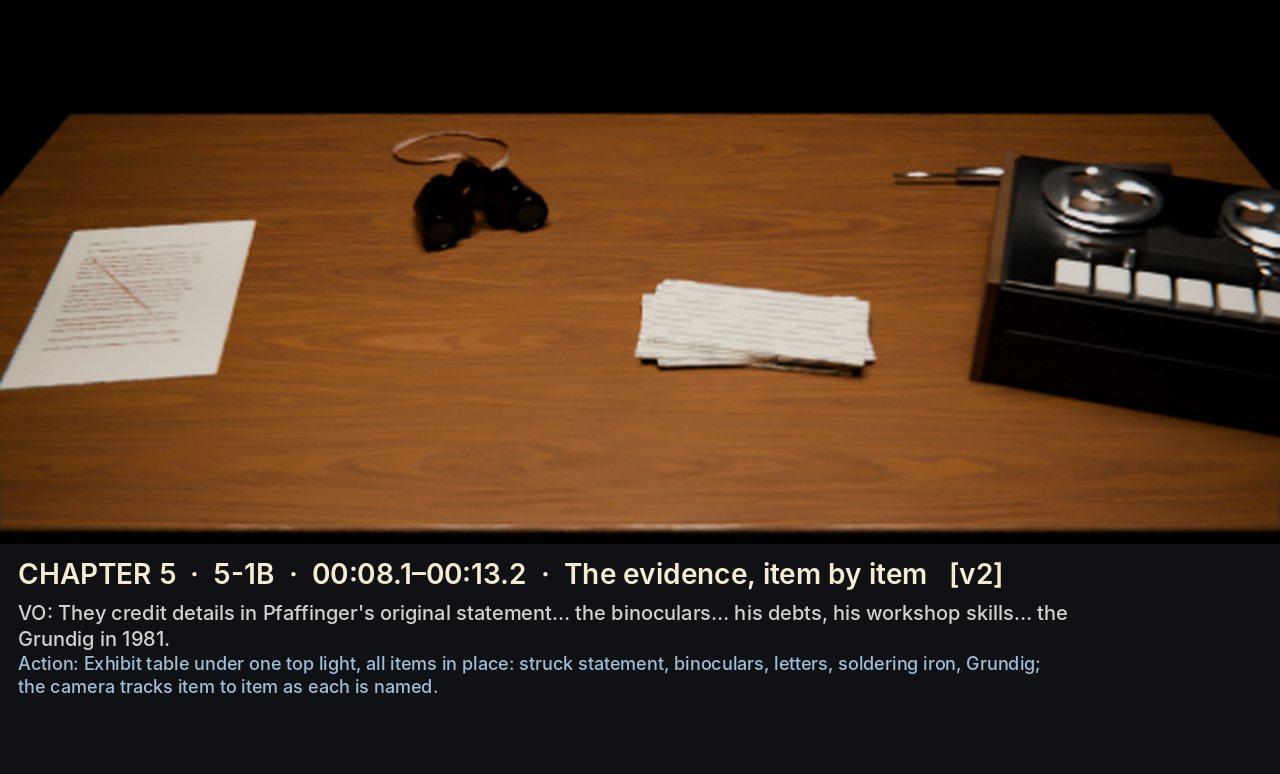 CHAPTER 5 · 5-1B · 00:08.1–00:13.2 · The evidence, item by item [v2]
VO: They credit details in Pfaffinger's original statement... the binoculars... his debts, his workshop skills... the
Grundig in 1981.
Action: Exhibit table under one top light, all items in place: struck statement, binoculars, letters, soldering iron, Grundig;
the camera tracks item to item as each is named.